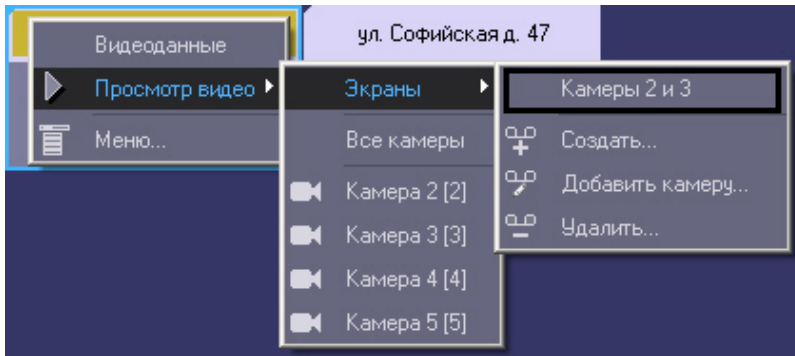 ул. Софийская д. 47
Видеоданные
Просмотр видео
Меню...
Экраны
Все камеры
Камера 2 [2]
Камера 3 [3]
Камера 4 [4]
Камера 5 [5]
Камеры 2 и 3
Создать...
Добавить камеру...
Удалить...